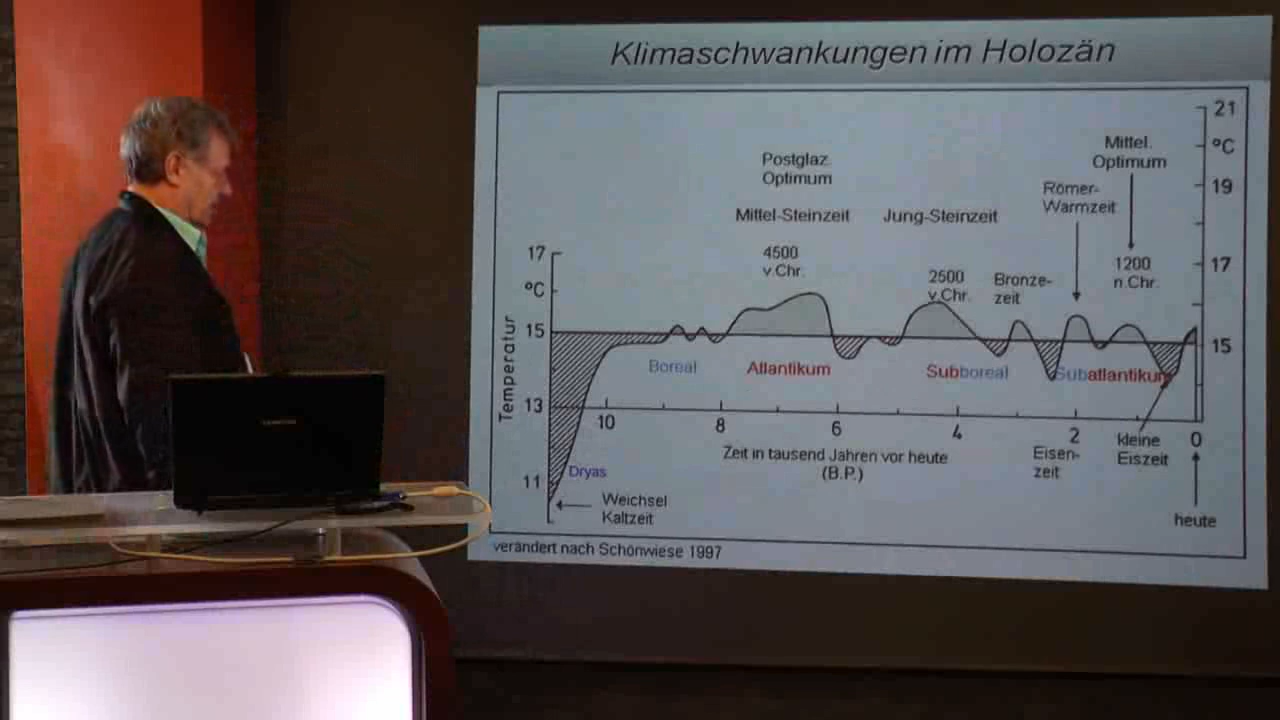 Klimaschwankungen im Holozän
21
°C
19
17
15
Mittel.
Optimum
Römer-
Warmzeit
1200
n.Chr.
Postglaz.
Optimum
Mittel-Steinzeit
Jung-Steinzeit
4500
v.Chr.
2500
v.Chr.
Bronze-
zeit
17
°C
15
13
11
Temperatur
Boreal
Atlantikum
Subboreal
Subatlantikum
10
8
6
4
2
0
Zeit in tausend Jahren vor heute
(B.P.)
Eisen-
zeit
kleine
Eiszeit
heute
Dryas
Weichsel
Kaltzeit
verändert nach Schönwiese 1997